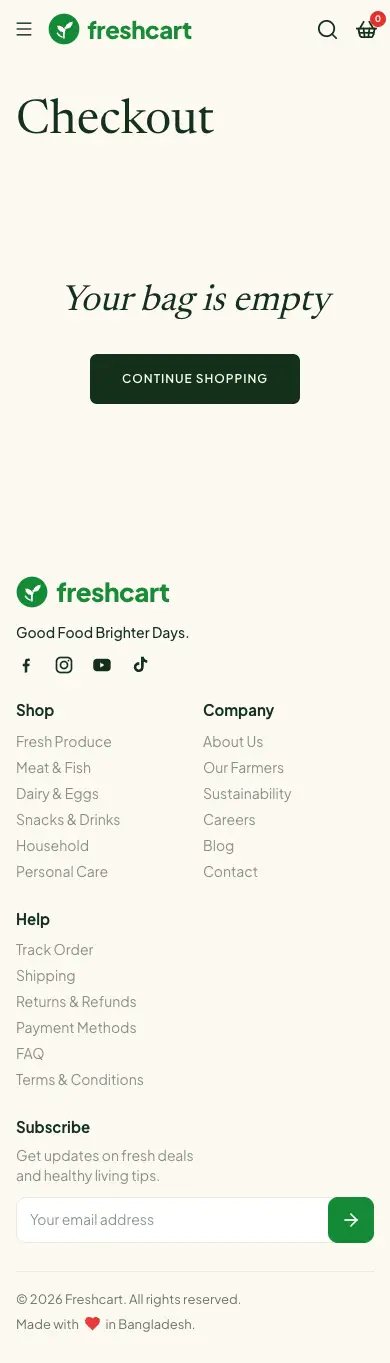 freshcart
0
Checkout
Your bag is empty
CONTINUE SHOPPING
freshcart
Good Food Brighter Days.
Shop
Fresh Produce
Meat & Fish
Dairy & Eggs
Snacks & Drinks
Household
Personal Care
Company
About Us
Our Farmers
Sustainability
Careers
Blog
Contact
Help
Track Order
Shipping
Returns & Refunds
Payment Methods
FAQ
Terms & Conditions
Subscribe
Get updates on fresh deals
and healthy living tips.
Your email address
© 2026 Freshcart. All rights reserved.
Made with ❤ in Bangladesh.